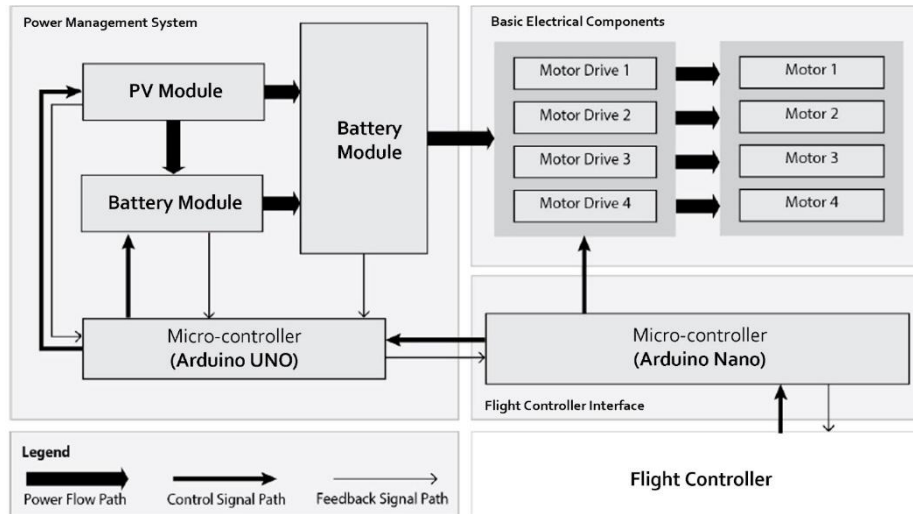 Power Management System
PV Module
Battery Module
Battery
Module
Micro-controller
(Arduino UNO)
Basic Electrical Components
Motor Drive 1
Motor Drive 2
Motor Drive 3
Motor Drive 4
Motor 1
Motor 2
Motor 3
Motor 4
Micro-controller
(Arduino Nano)
Flight Controller Interface
Flight Controller
Legend
Power Flow Path
Control Signal Path
Feedback Signal Path